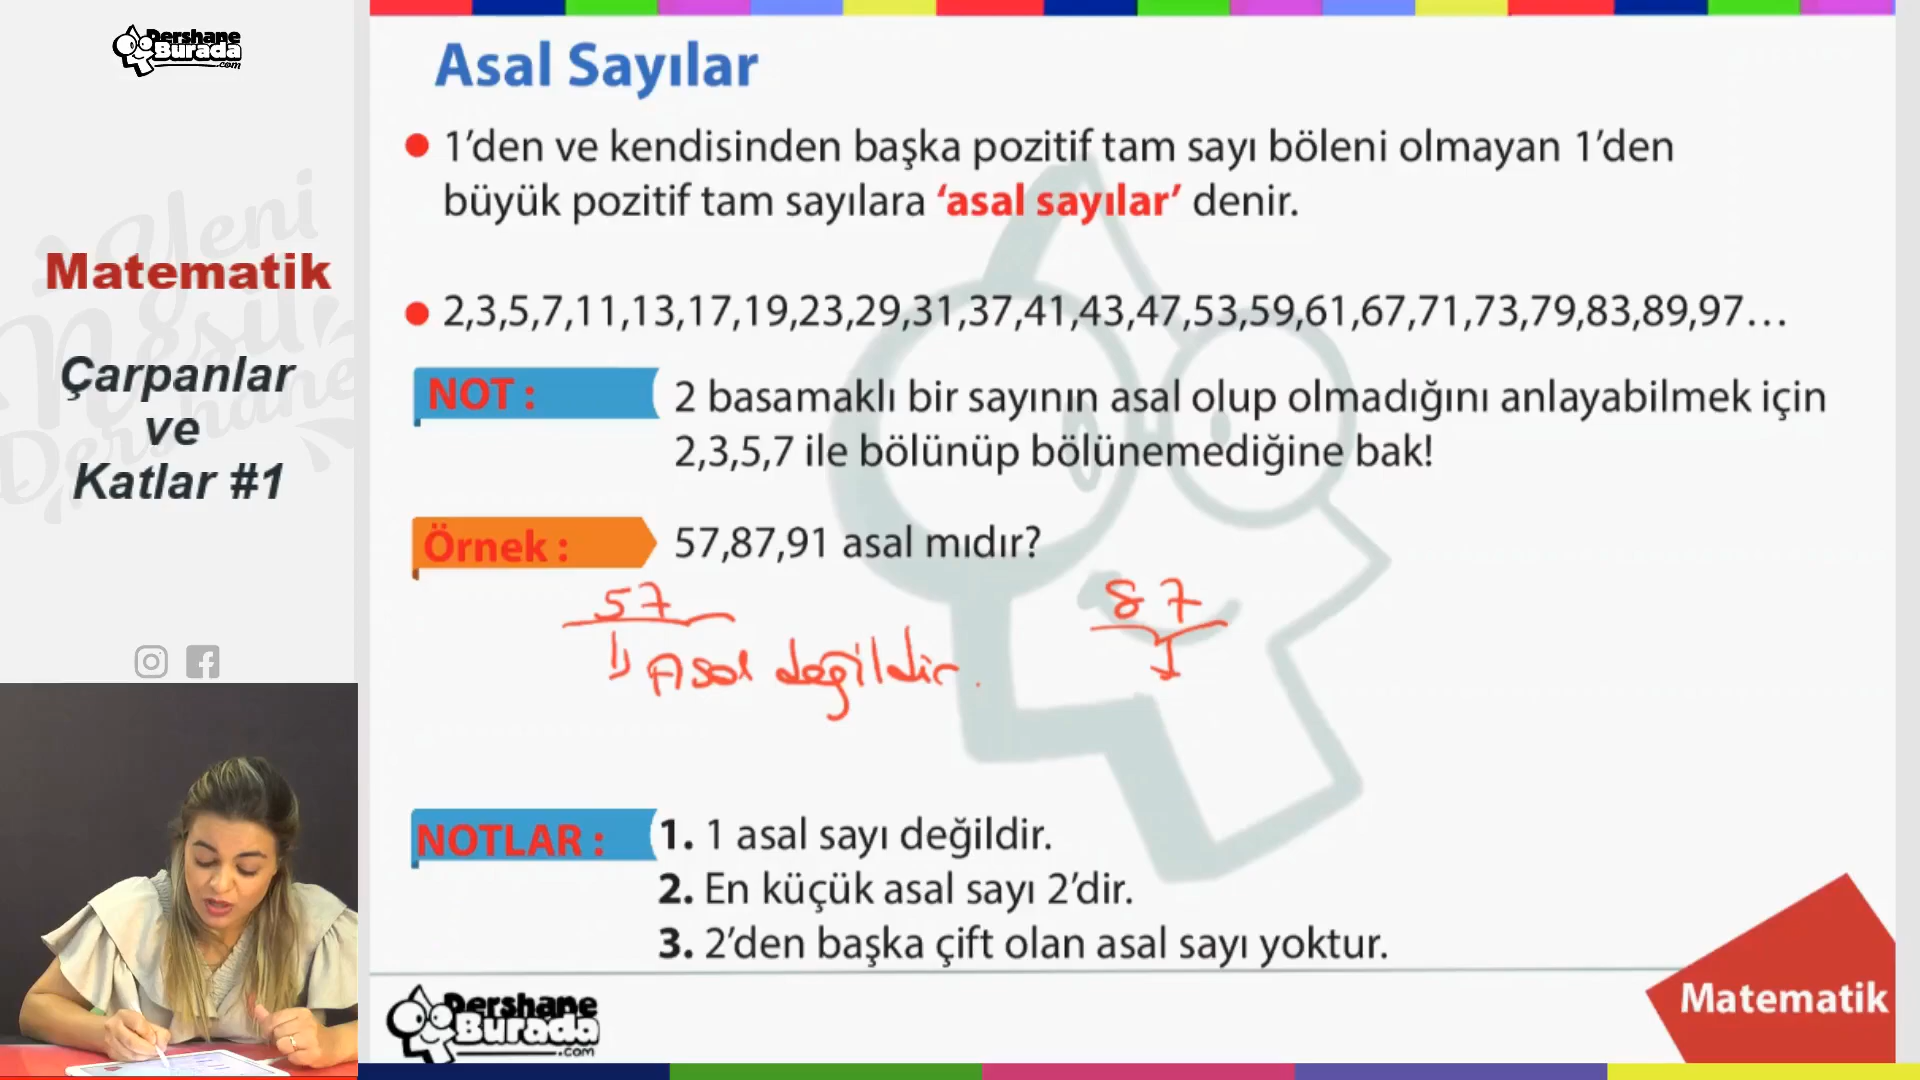 Dershane
Burada
.com
Yeni
Nesil
Dershane
Matematik
Çarpanlar
ve
Katlar #1
Asal Sayılar
1’den ve kendisinden başka pozitif tam sayı böleni olmayan 1’den
büyük pozitif tam sayılara ‘asal sayılar’ denir.
2,3,5,7,11,13,17,19,23,29,31,37,41,43,47,53,59,61,67,71,73,79,83,89,97…
NOT :
2 basamaklı bir sayının asal olup olmadığını anlayabilmek için
2,3,5,7 ile bölünüp bölünemediğine bak!
Örnek :
57,87,91 asal mıdır?
57
Asal değildir.
87
NOTLAR :
1. 1 asal sayı değildir.
2. En küçük asal sayı 2’dir.
3. 2’den başka çift olan asal sayı yoktur.
Dershane
Burada
.com
Matematik